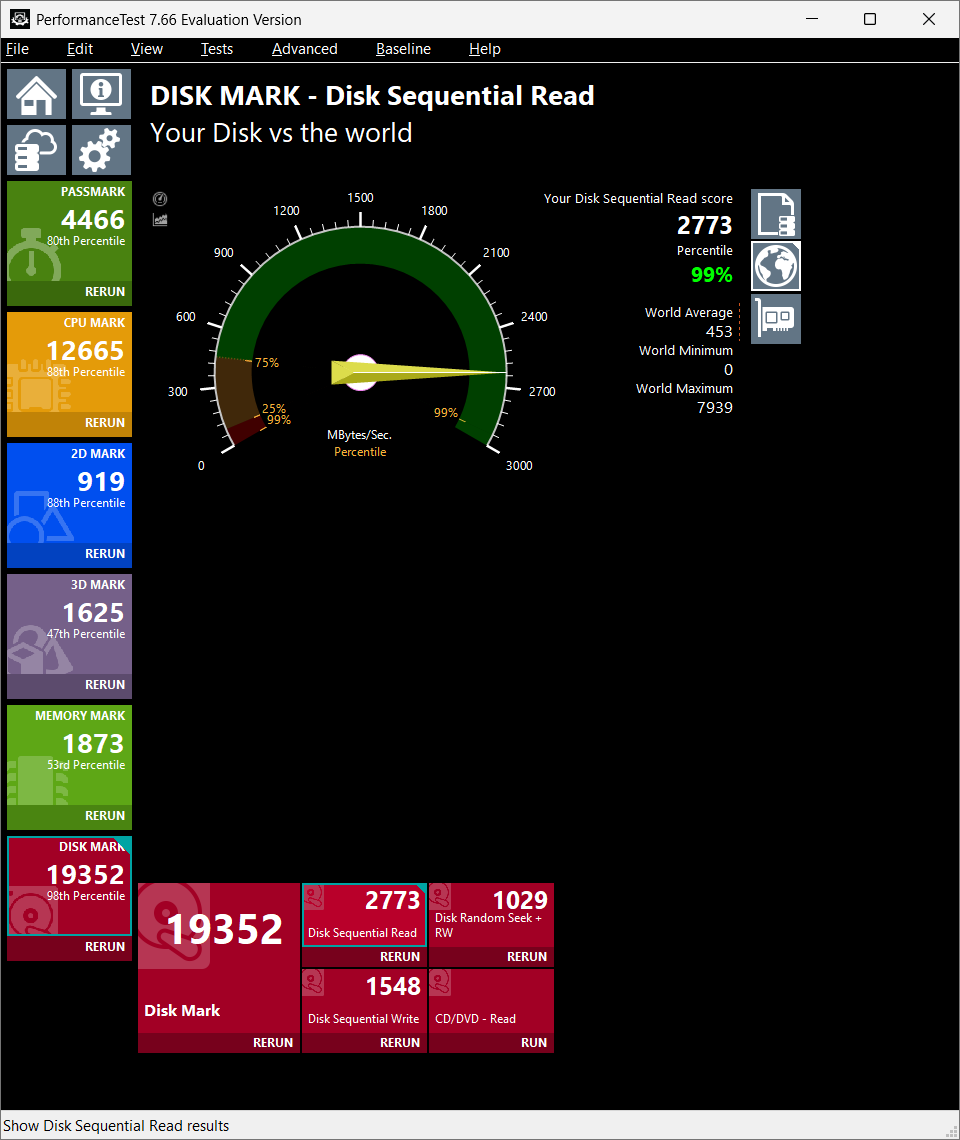 PerformanceTest 7.66 Evaluation Version
File Edit View Tests Advanced Baseline Help
DISK MARK - Disk Sequential Read
Your Disk vs the world
PASSMARK
4466
80th Percentile
RERUN
CPU MARK
12665
88th Percentile
RERUN
2D MARK
919
88th Percentile
RERUN
3D MARK
1625
47th Percentile
RERUN
MEMORY MARK
1873
53rd Percentile
RERUN
DISK MARK
19352
98th Percentile
RERUN
0
300
600
900
1200
1500
1800
2100
2400
2700
3000
75%
25%
99%
99%
MBytes/Sec.
Percentile
Your Disk Sequential Read score
2773
Percentile
99%
World Average
453
World Minimum
0
World Maximum
7939
19352
Disk Mark
RERUN
2773
Disk Sequential Read
RERUN
1029
Disk Random Seek +
RW
RERUN
1548
Disk Sequential Write
RERUN
CD/DVD - Read
RUN
Show Disk Sequential Read results